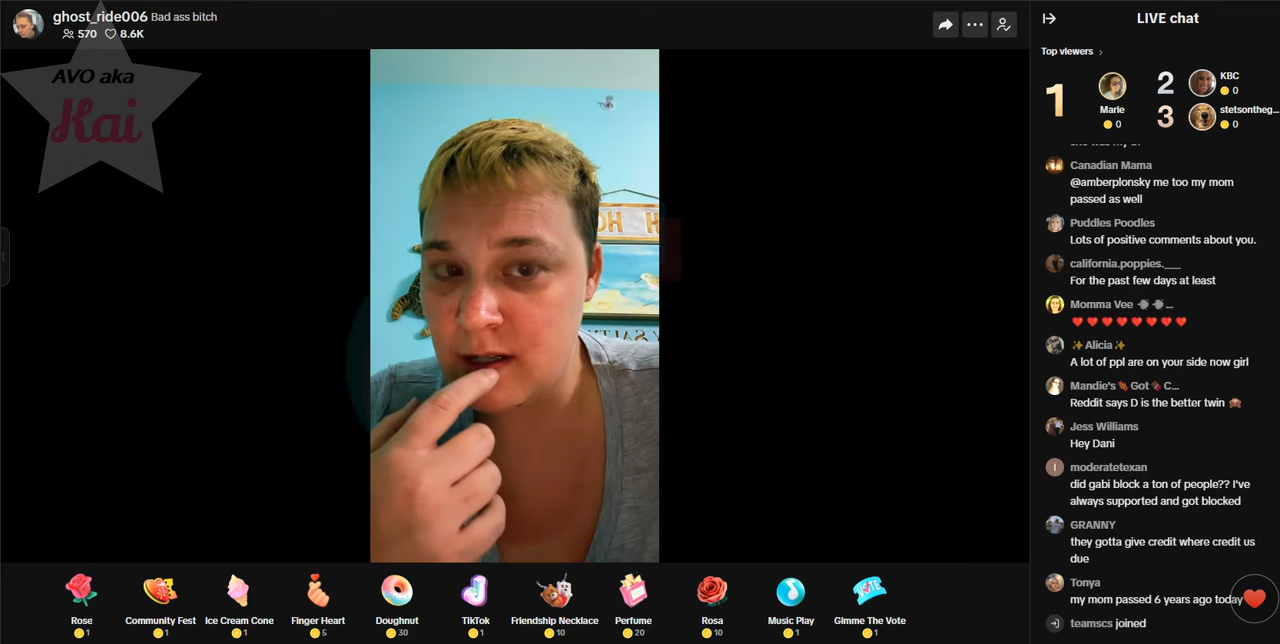 ghost_ride006 Bad ass bitch
570 8.6K
AVO aka
Kai
LIVE chat
Top viewers
1
Marie
0
2
KBC
0
3
stetsontheg...
0
Canadian Mama
@amberplonsky me too my mom
passed as well
Puddles Poodles
Lots of positive comments about you.
california.poppies.___
For the past few days at least
Momma Vee ...
✨Alicia✨
A lot of ppl are on your side now girl
Mandie's Got C...
Reddit says D is the better twin
Jess Williams
Hey Dani
I
moderatetexan
did gabi block a ton of people?? I've
always supported and got blocked
GRANNY
they gotta give credit where credit us
due
Tonya
my mom passed 6 years ago today
teamscs joined
Rose
1
Community Fest
1
Ice Cream Cone
1
Finger Heart
5
Doughnut
30
TikTok
1
Friendship Necklace
10
Perfume
20
Rosa
10
Music Play
1
VOTE
Gimme The Vote
1